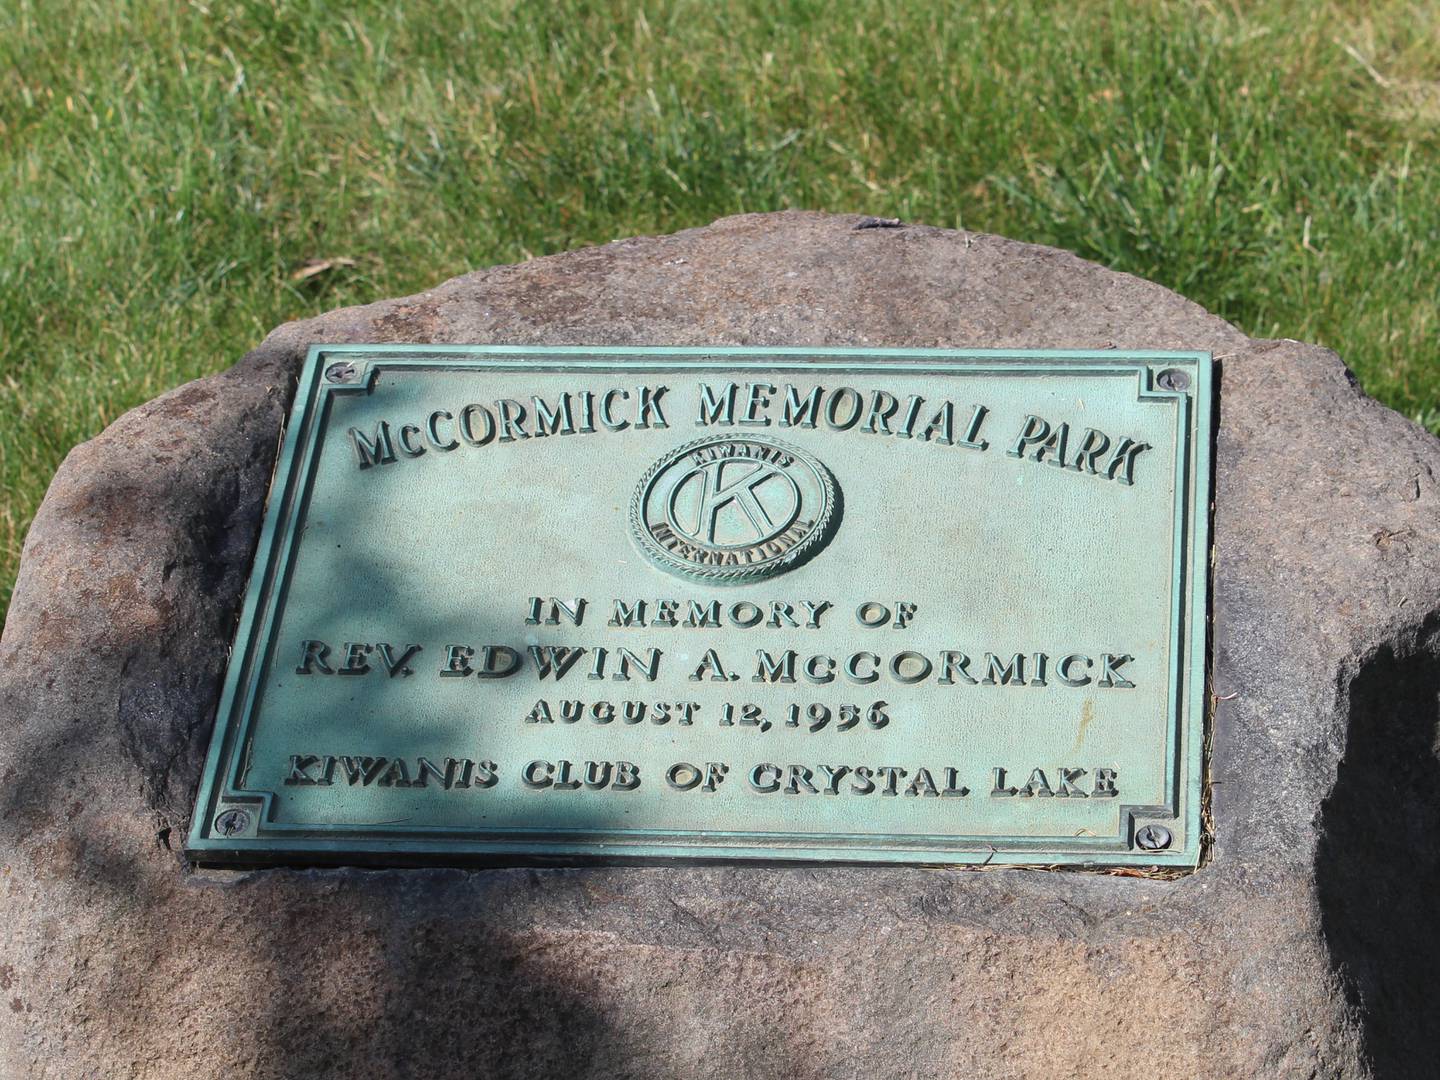 McCORMICK MEMORIAL PARK
KIWANIS
K
INTERNATIONAL
IN MEMORY OF
REV. EDWIN A. McCORMICK
AUGUST 12, 1956
KIWANIS CLUB OF CRYSTAL LAKE